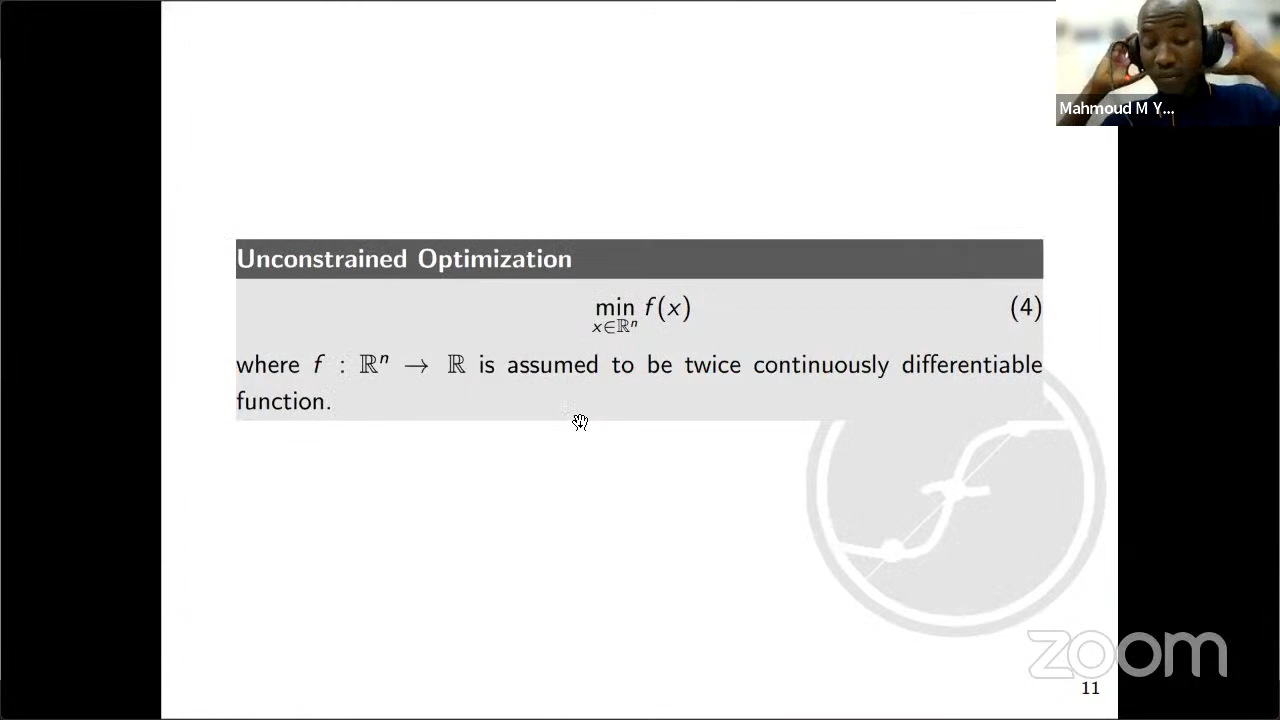 Mahmoud M Y...
Unconstrained Optimization
min f(x) (4)
x∈ℝⁿ
where f : ℝⁿ → ℝ is assumed to be twice continuously differentiable
function.
zoom
11